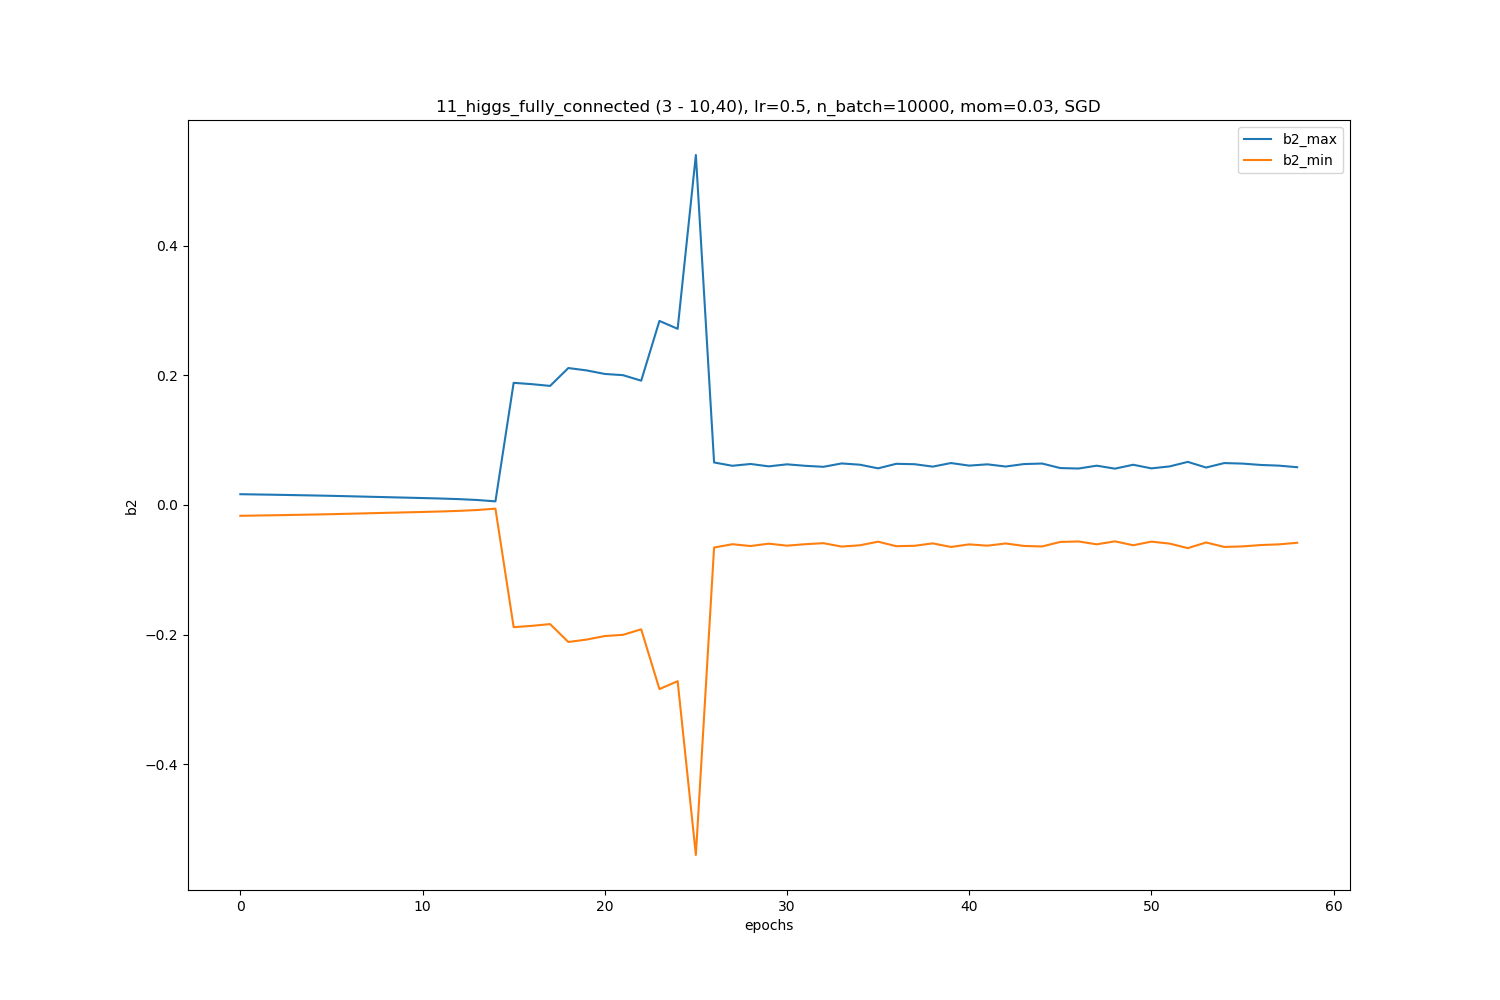 11_higgs_fully_connected (3 - 10,40), lr=0.5, n_batch=10000, mom=0.03, SGD
b2_max
b2_min
0.4
0.2
0.0
−0.2
−0.4
b2
0 10 20 30 40 50 60
epochs